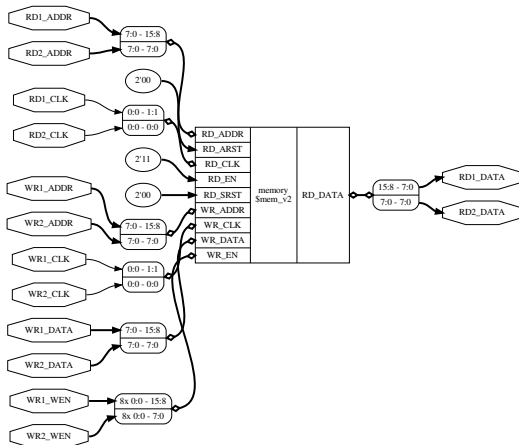 RD1_ADDR
RD2_ADDR
7:0 - 15:8
7:0 - 7:0
2'00
RD1_CLK
RD2_CLK
0:0 - 1:1
0:0 - 0:0
2'11
2'00
WR1_ADDR
WR2_ADDR
7:0 - 15:8
7:0 - 7:0
WR1_CLK
WR2_CLK
0:0 - 1:1
0:0 - 0:0
WR1_DATA
WR2_DATA
7:0 - 15:8
7:0 - 7:0
WR1_WEN
WR2_WEN
8x 0:0 - 15:8
8x 0:0 - 7:0
RD_ADDR
RD_ARST
RD_CLK
RD_EN
RD_SRST
WR_ADDR
WR_CLK
WR_DATA
WR_EN
memory
$mem_v2
RD_DATA
15:8 - 7:0
7:0 - 7:0
RD1_DATA
RD2_DATA